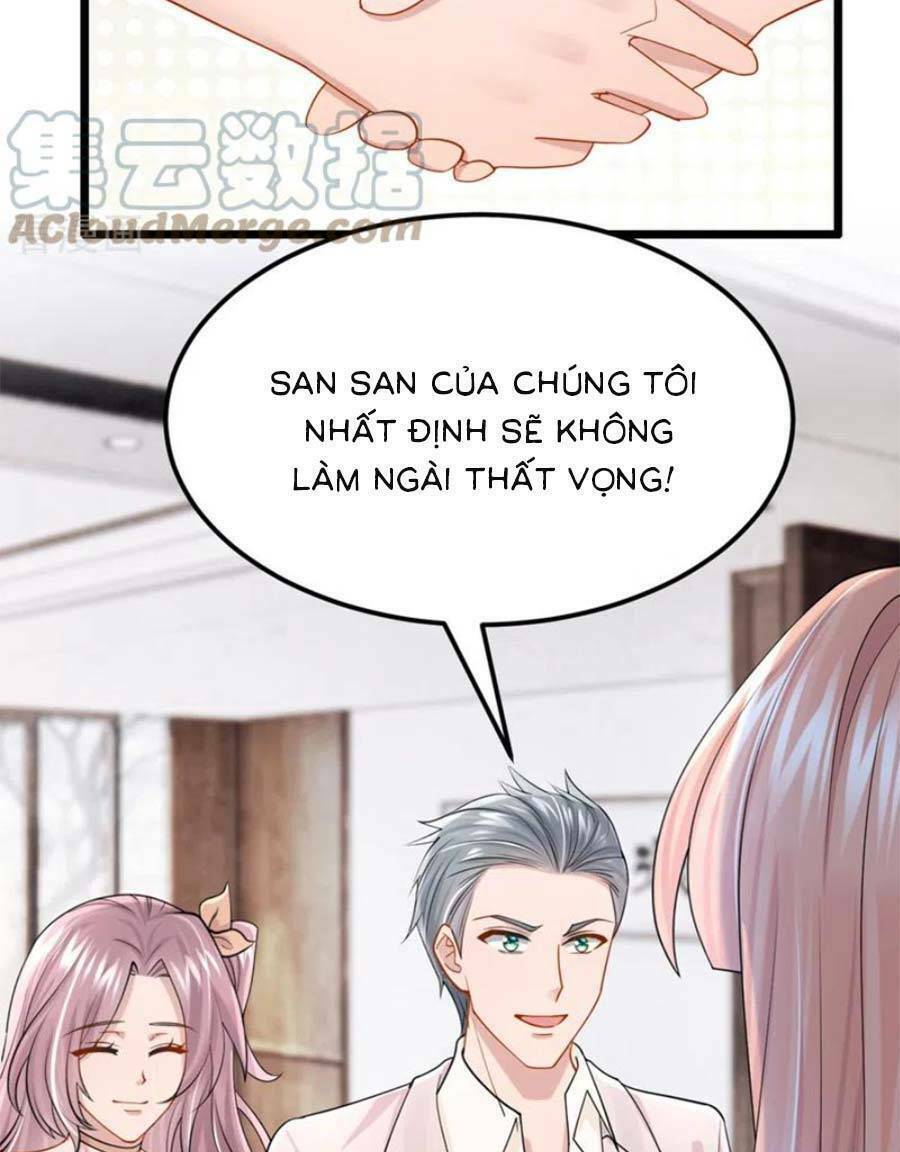 集云数据
AcloudMerge.com
SAN SAN CỦA CHÚNG TÔI
NHẤT ĐỊNH SẼ KHÔNG
LÀM NGÀI THẤT VỌNG!